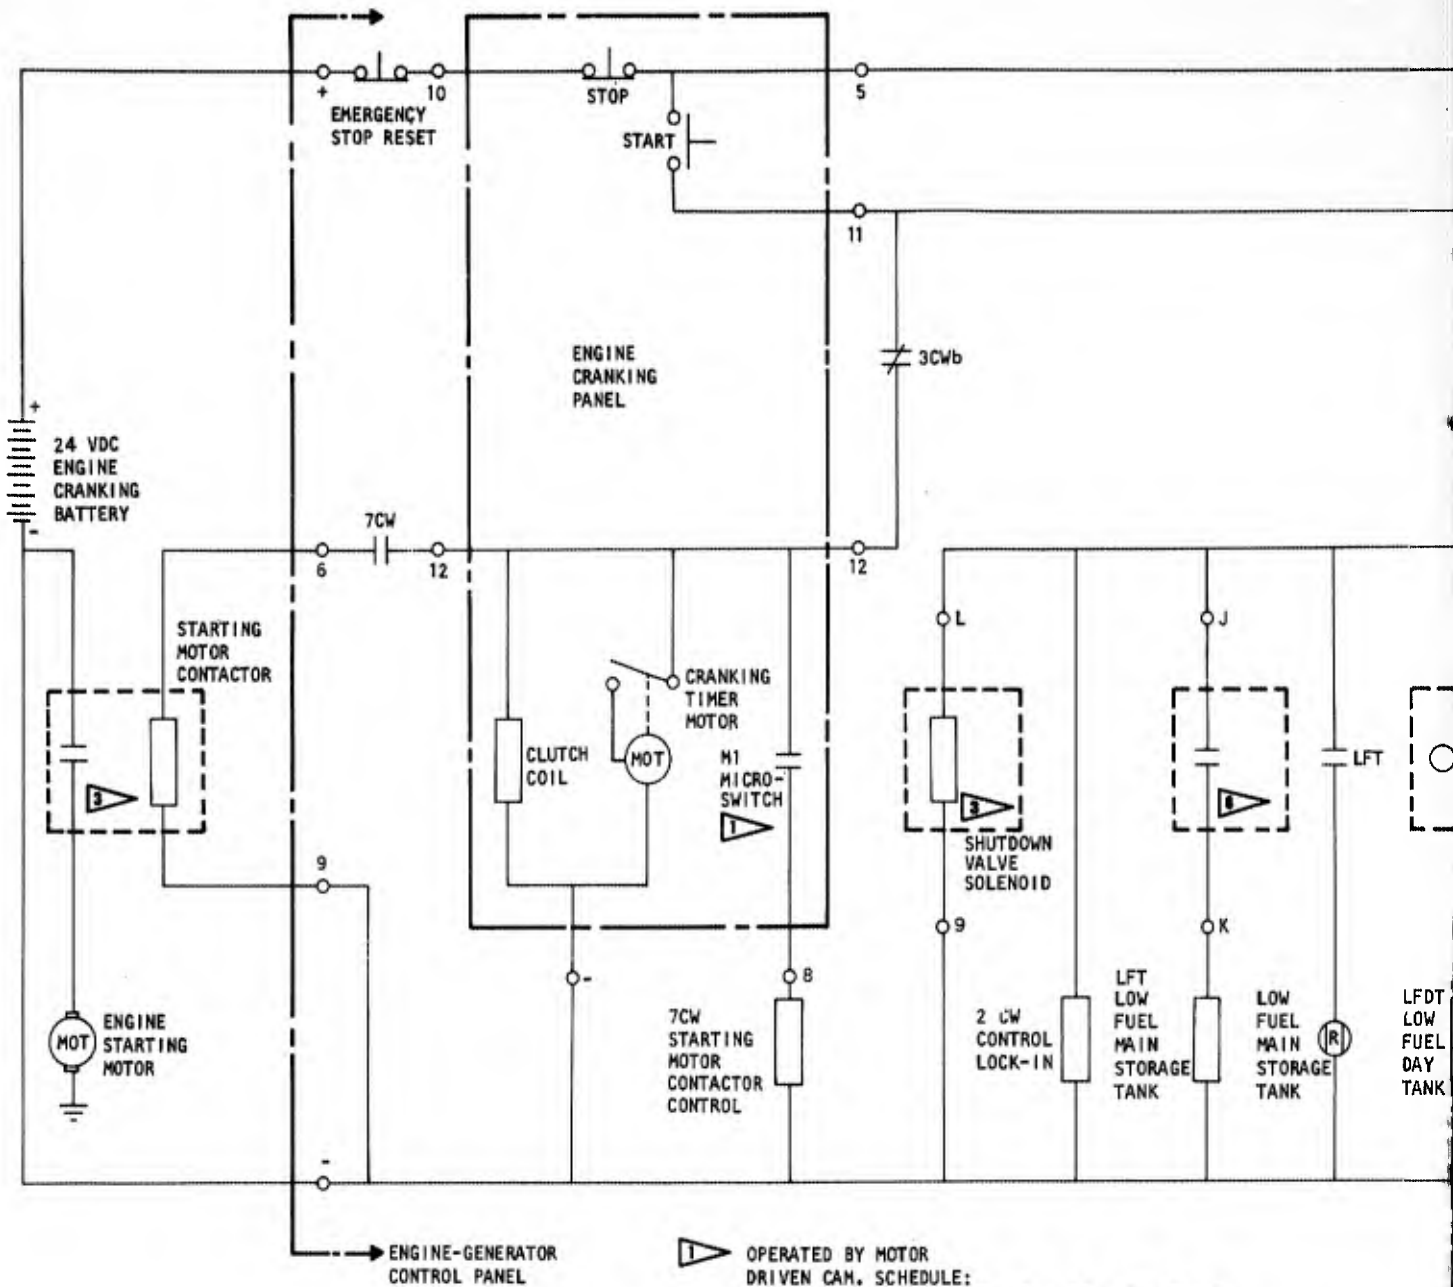 +
10
EMERGENCY
STOP RESET
STOP
START
5
11
ENGINE
CRANKING
PANEL
3CWb
+
24 VDC
ENGINE
CRANKING
BATTERY
-
7CW
6
12
12
STARTING
MOTOR
CONTACTOR
3
9
CLUTCH
COIL
MOT
CRANKING
TIMER
MOTOR
M1
MICRO-
SWITCH
1
L
3
SHUTDOWN
VALVE
SOLENOID
9
J
6
K
LFT
-
8
MOT
ENGINE
STARTING
MOTOR
7CW
STARTING
MOTOR
CONTACTOR
CONTROL
2 CW
CONTROL
LOCK-IN
LFT
LOW
FUEL
MAIN
STORAGE
TANK
LOW
FUEL
MAIN
STORAGE
TANK
R
LFDT
LOW
FUEL
DAY
TANK
-
ENGINE-GENERATOR
CONTROL PANEL
1 OPERATED BY MOTOR
DRIVEN CAM. SCHEDULE: